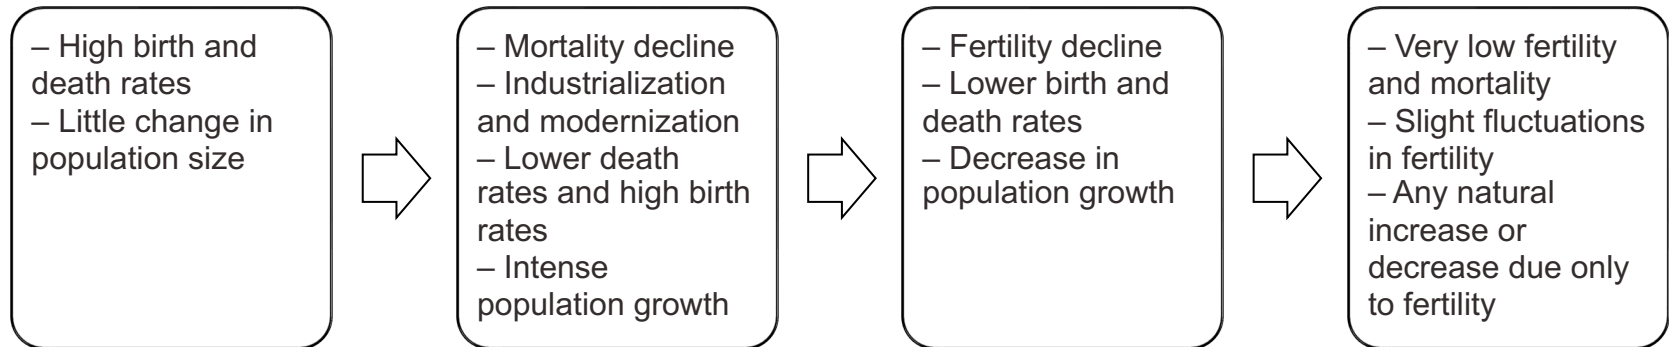 – High birth and
death rates
– Little change in
population size
– Mortality decline
– Industrialization
and modernization
– Lower death
rates and high birth
rates
– Intense
population growth
– Fertility decline
– Lower birth and
death rates
– Decrease in
population growth
– Very low fertility
and mortality
– Slight fluctuations
in fertility
– Any natural
increase or
decrease due only
to fertility